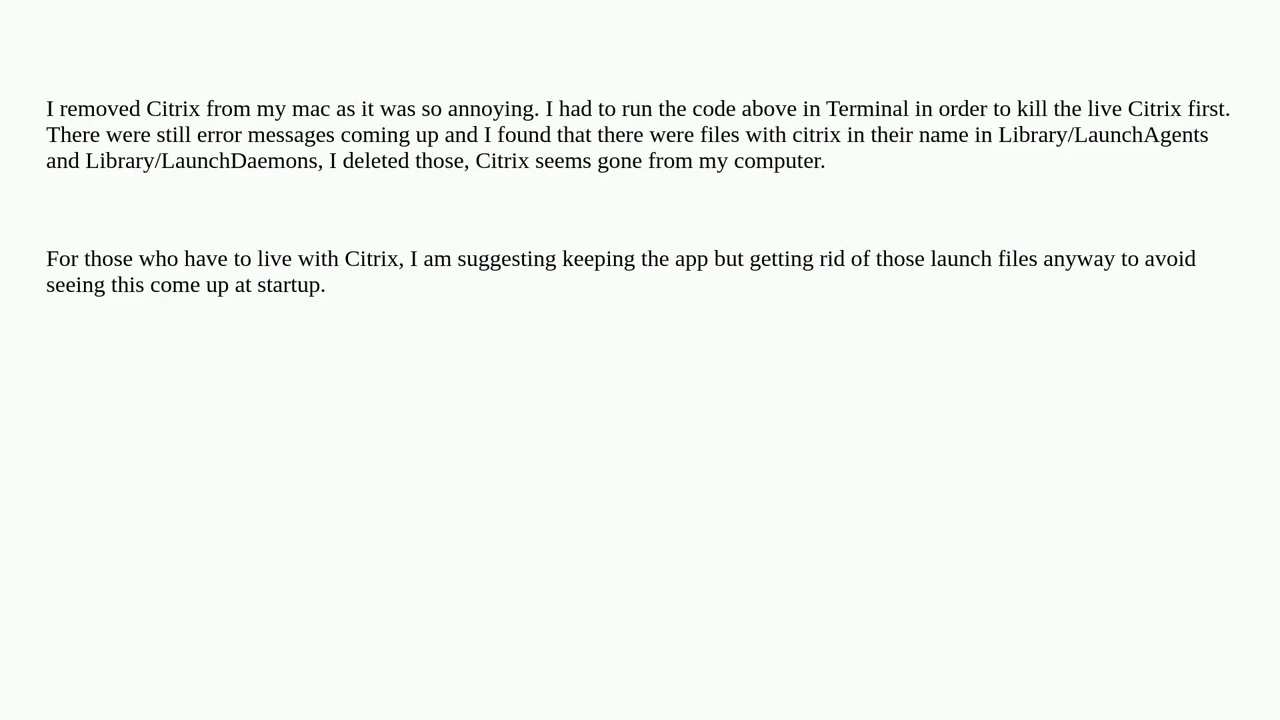 I removed Citrix from my mac as it was so annoying. I had to run the code above in Terminal in order to kill the live Citrix first.
There were still error messages coming up and I found that there were files with citrix in their name in Library/LaunchAgents
and Library/LaunchDaemons, I deleted those, Citrix seems gone from my computer.
For those who have to live with Citrix, I am suggesting keeping the app but getting rid of those launch files anyway to avoid
seeing this come up at startup.